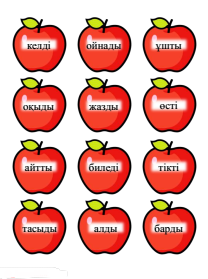 келді ойнады ұшты
оқыды жазды өсті
айтты биледі тікті
тасыды алды барды